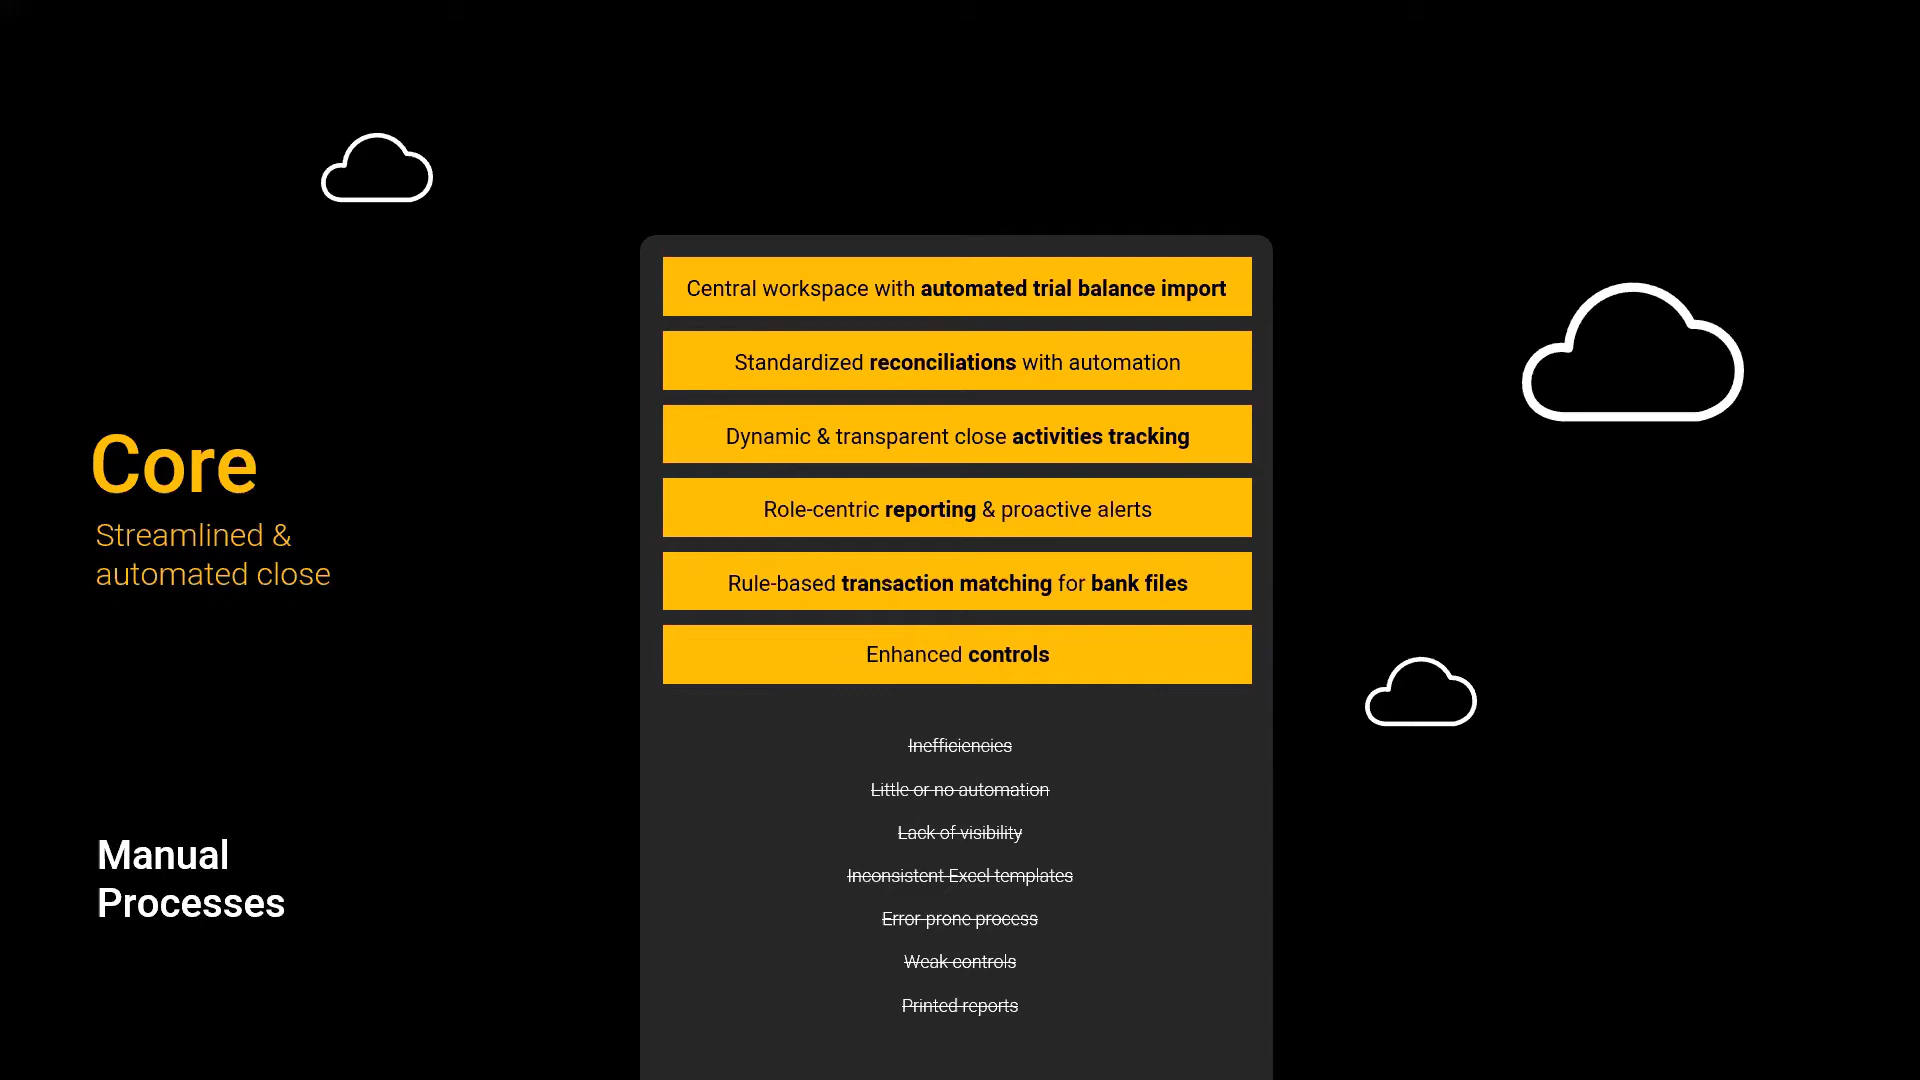 Core
Streamlined &
automated close
Central workspace with automated trial balance import
Standardized reconciliations with automation
Dynamic & transparent close activities tracking
Role-centric reporting & proactive alerts
Rule-based transaction matching for bank files
Enhanced controls
Manual
Processes
Inefficiencies
Little or no automation
Lack of visibility
Inconsistent Excel templates
Error prone process
Weak controls
Printed reports